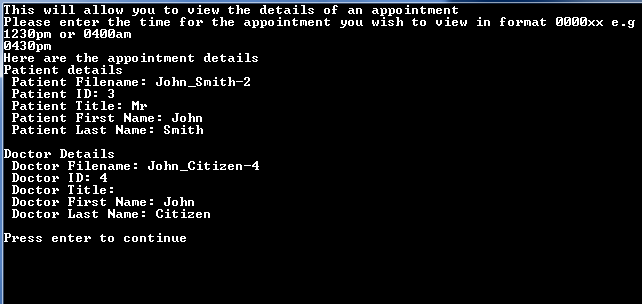 This will allow you to view the details of an appointment
Please enter the time for the appointment you wish to view in format 0000xx e.g
1230pm or 0400am
0430pm
Here are the appointment details
Patient details
 Patient Filename: John_Smith-2
 Patient ID: 3
 Patient Title: Mr
 Patient First Name: John
 Patient Last Name: Smith

Doctor Details
 Doctor Filename: John_Citizen-4
 Doctor ID: 4
 Doctor Title:
 Doctor First Name: John
 Doctor Last Name: Citizen

Press enter to continue